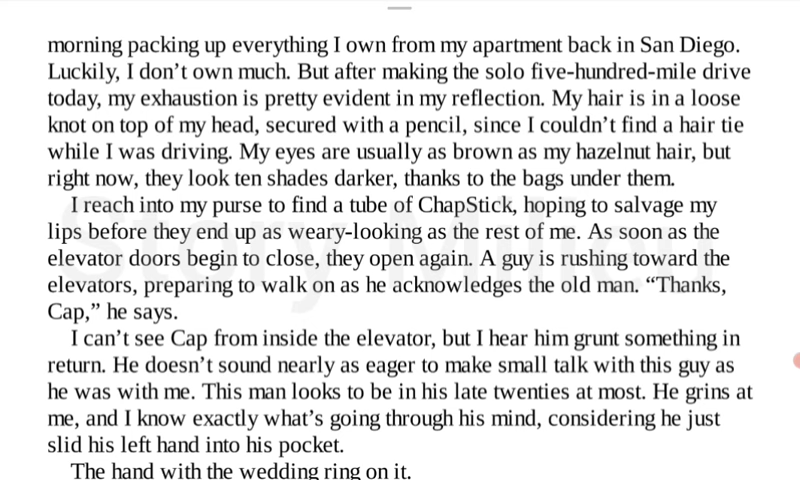 morning packing up everything I own from my apartment back in San Diego.
Luckily, I don’t own much. But after making the solo five-hundred-mile drive
today, my exhaustion is pretty evident in my reflection. My hair is in a loose
knot on top of my head, secured with a pencil, since I couldn’t find a hair tie
while I was driving. My eyes are usually as brown as my hazelnut hair, but
right now, they look ten shades darker, thanks to the bags under them.
I reach into my purse to find a tube of ChapStick, hoping to salvage my
lips before they end up as weary-looking as the rest of me. As soon as the
elevator doors begin to close, they open again. A guy is rushing toward the
elevators, preparing to walk on as he acknowledges the old man. “Thanks,
Cap,” he says.
I can’t see Cap from inside the elevator, but I hear him grunt something in
return. He doesn’t sound nearly as eager to make small talk with this guy as
he was with me. This man looks to be in his late twenties at most. He grins at
me, and I know exactly what’s going through his mind, considering he just
slid his left hand into his pocket.
The hand with the wedding ring on it.